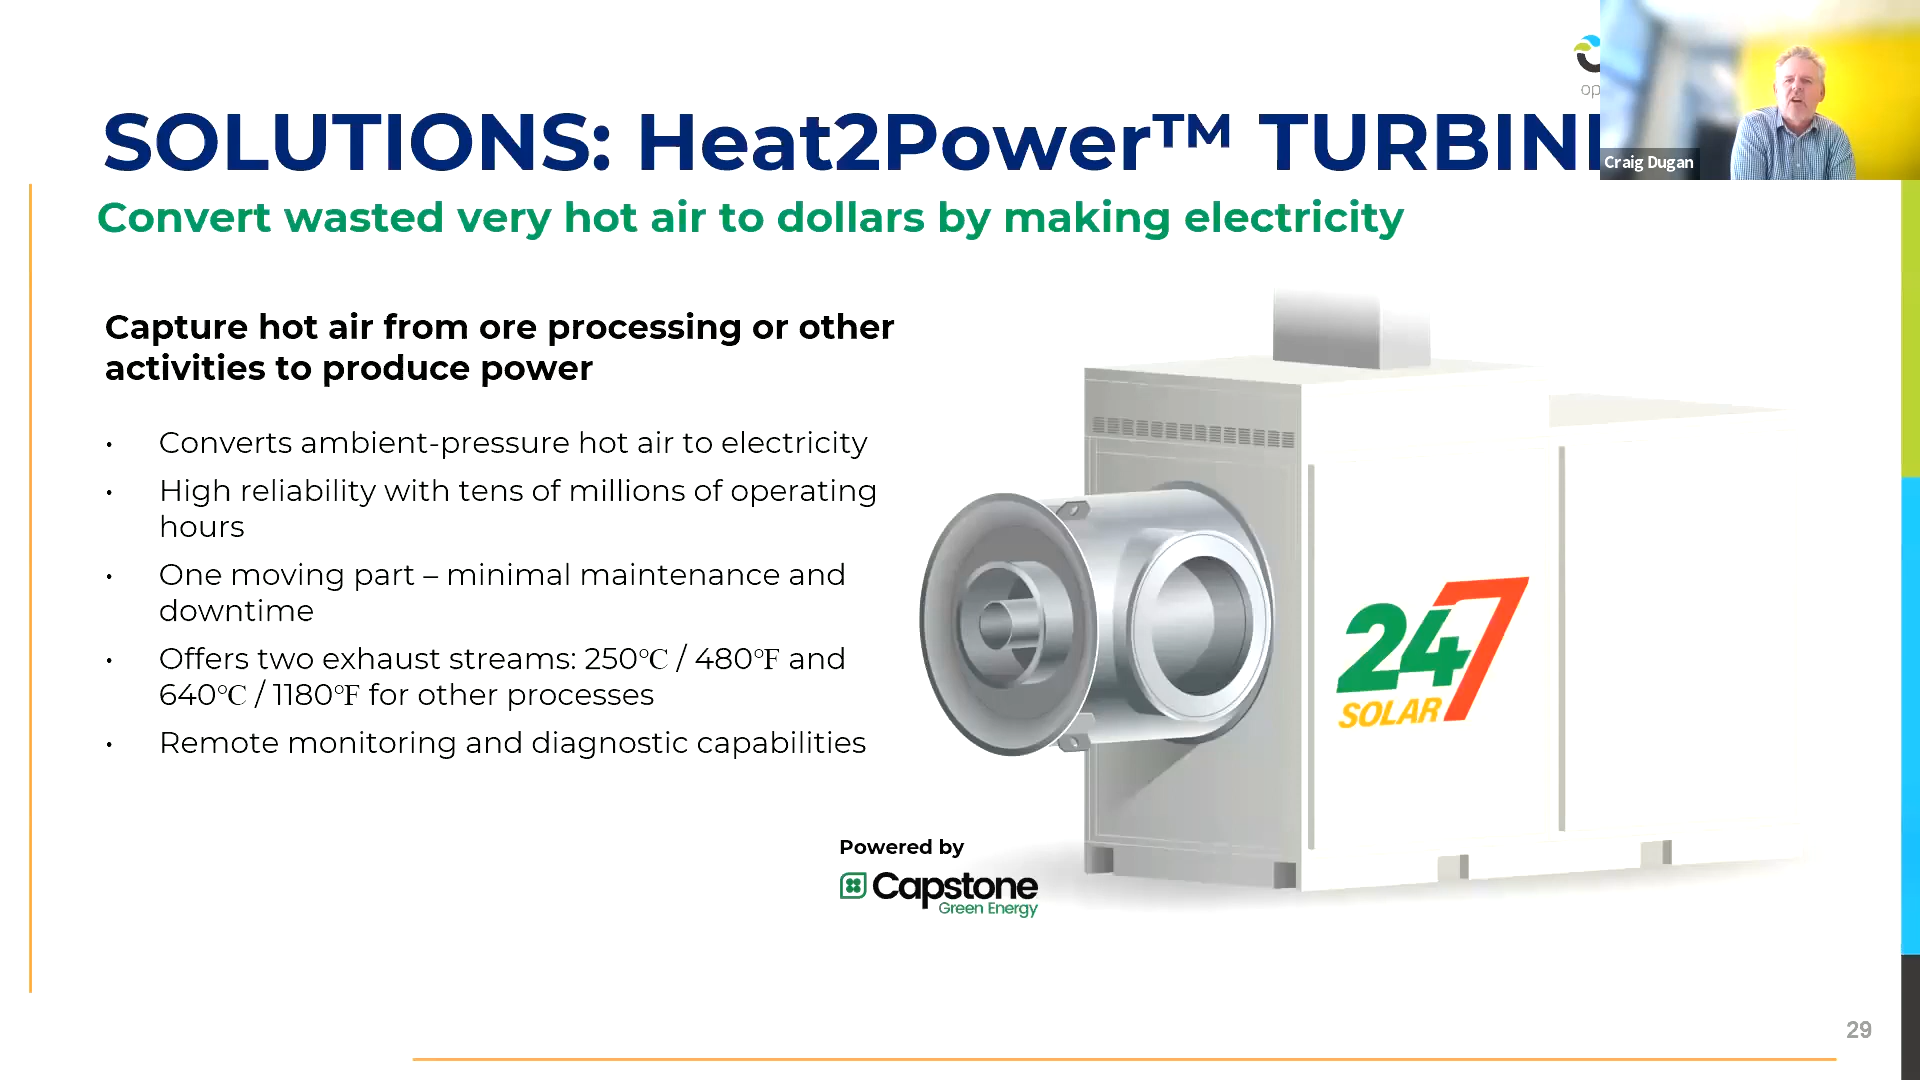 op
SOLUTIONS: Heat2Power™ TURBIN
Craig Dugan
Convert wasted very hot air to dollars by making electricity
Capture hot air from ore processing or other
activities to produce power
• Converts ambient-pressure hot air to electricity
• High reliability with tens of millions of operating
hours
• One moving part – minimal maintenance and
downtime
• Offers two exhaust streams: 250°C / 480°F and
640°C / 1180°F for other processes
• Remote monitoring and diagnostic capabilities
247
SOLAR
Powered by
Capstone
Green Energy
29